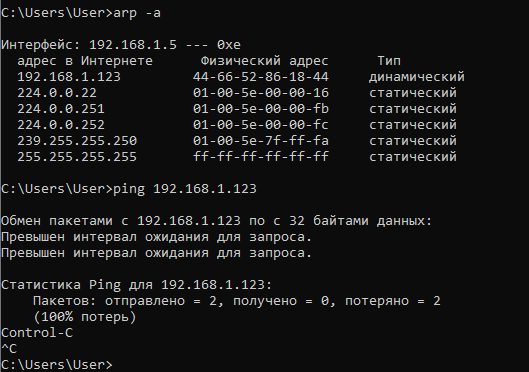 C:\Users\User>arp -a
Интерфейс: 192.168.1.5 --- 0xe
адрес в Интернете Физический адрес Тип
192.168.1.123 44-66-52-86-18-44 динамический
224.0.0.22 01-00-5e-00-00-16 статический
224.0.0.251 01-00-5e-00-00-fb статический
224.0.0.252 01-00-5e-00-00-fc статический
239.255.255.250 01-00-5e-7f-ff-fa статический
255.255.255.255 ff-ff-ff-ff-ff-ff статический
C:\Users\User>ping 192.168.1.123
Обмен пакетами с 192.168.1.123 по с 32 байтами данных:
Превышен интервал ожидания для запроса.
Превышен интервал ожидания для запроса.
Статистика Ping для 192.168.1.123:
Пакетов: отправлено = 2, получено = 0, потеряно = 2
(100% потерь)
Control-C
^C
C:\Users\User>